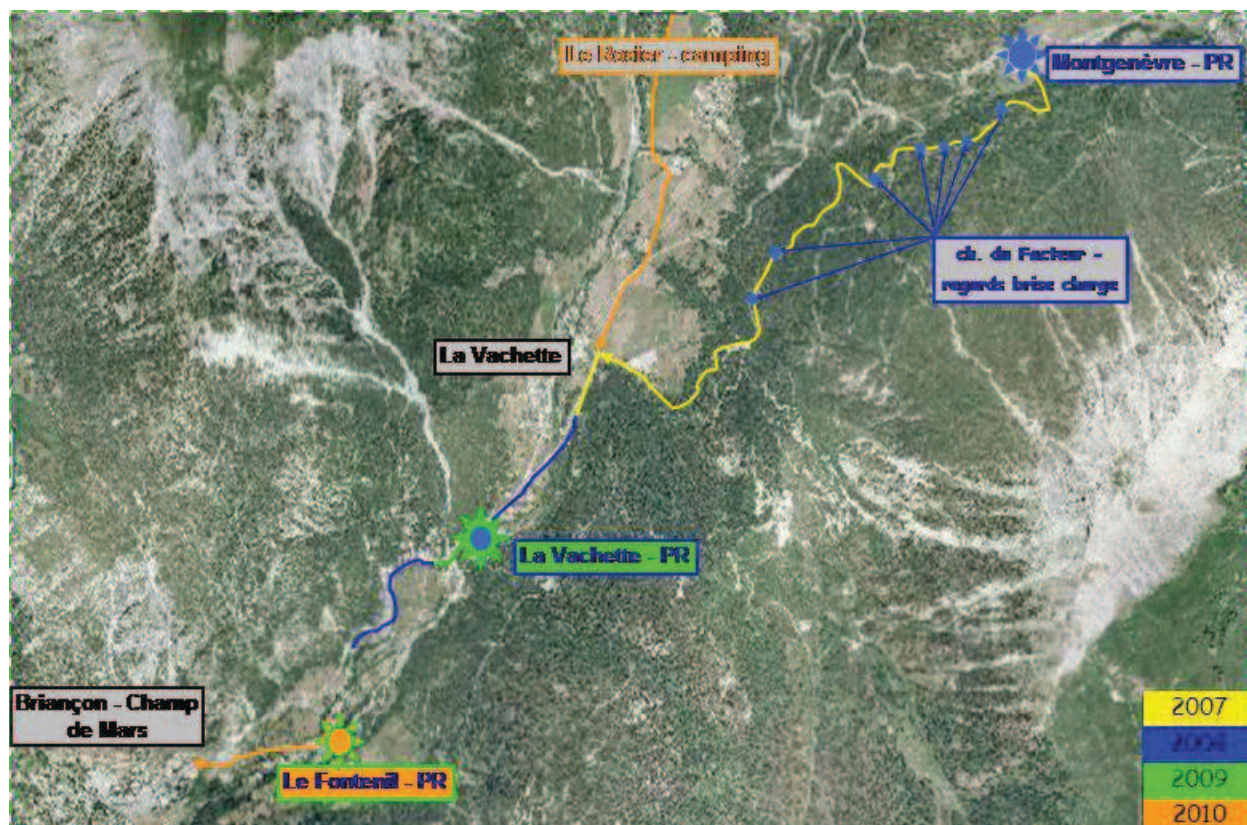 Le Rosier - camping
Montgenèvre - PR
ch. du Facteur -
regards brise charge
La Vachette
La Vachette - PR
Briançon - Champ
de Mars
Le Fontenil - PR
2007
2008
2009
2010